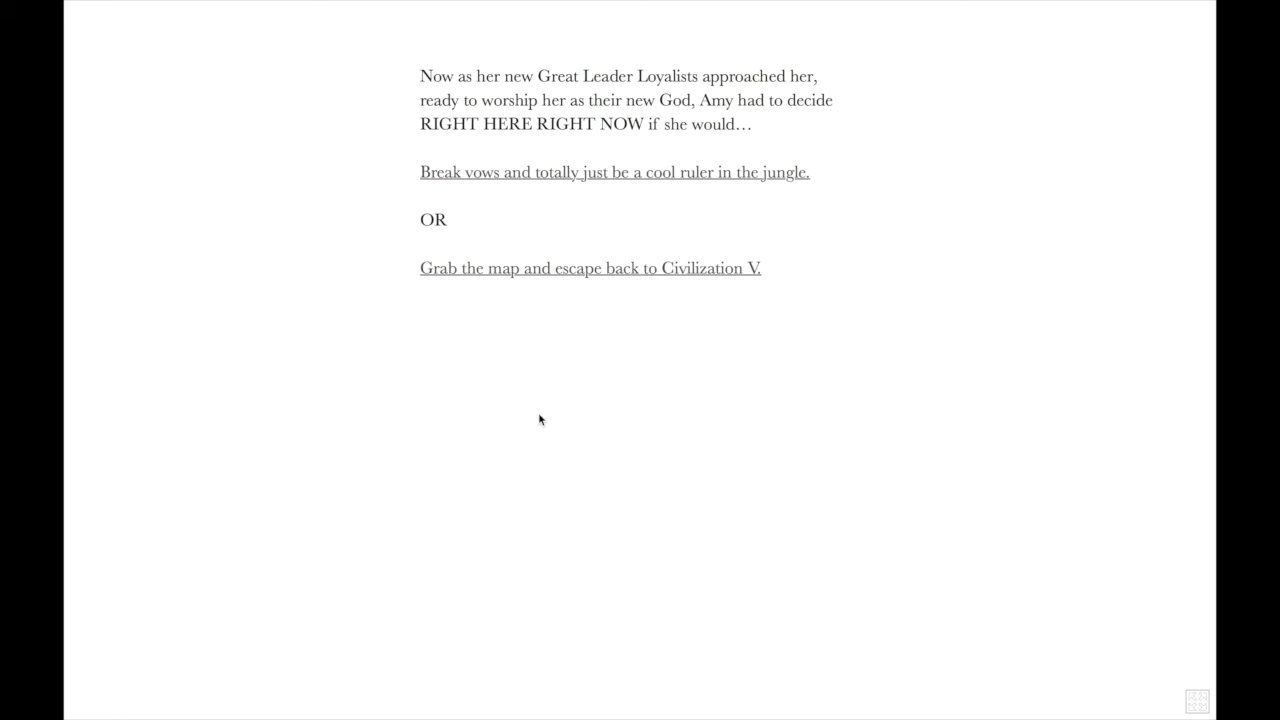 Now as her new Great Leader Loyalists approached her,
ready to worship her as their new God, Amy had to decide
RIGHT HERE RIGHT NOW if she would…
Break vows and totally just be a cool ruler in the jungle.
OR
Grab the map and escape back to Civilization V.